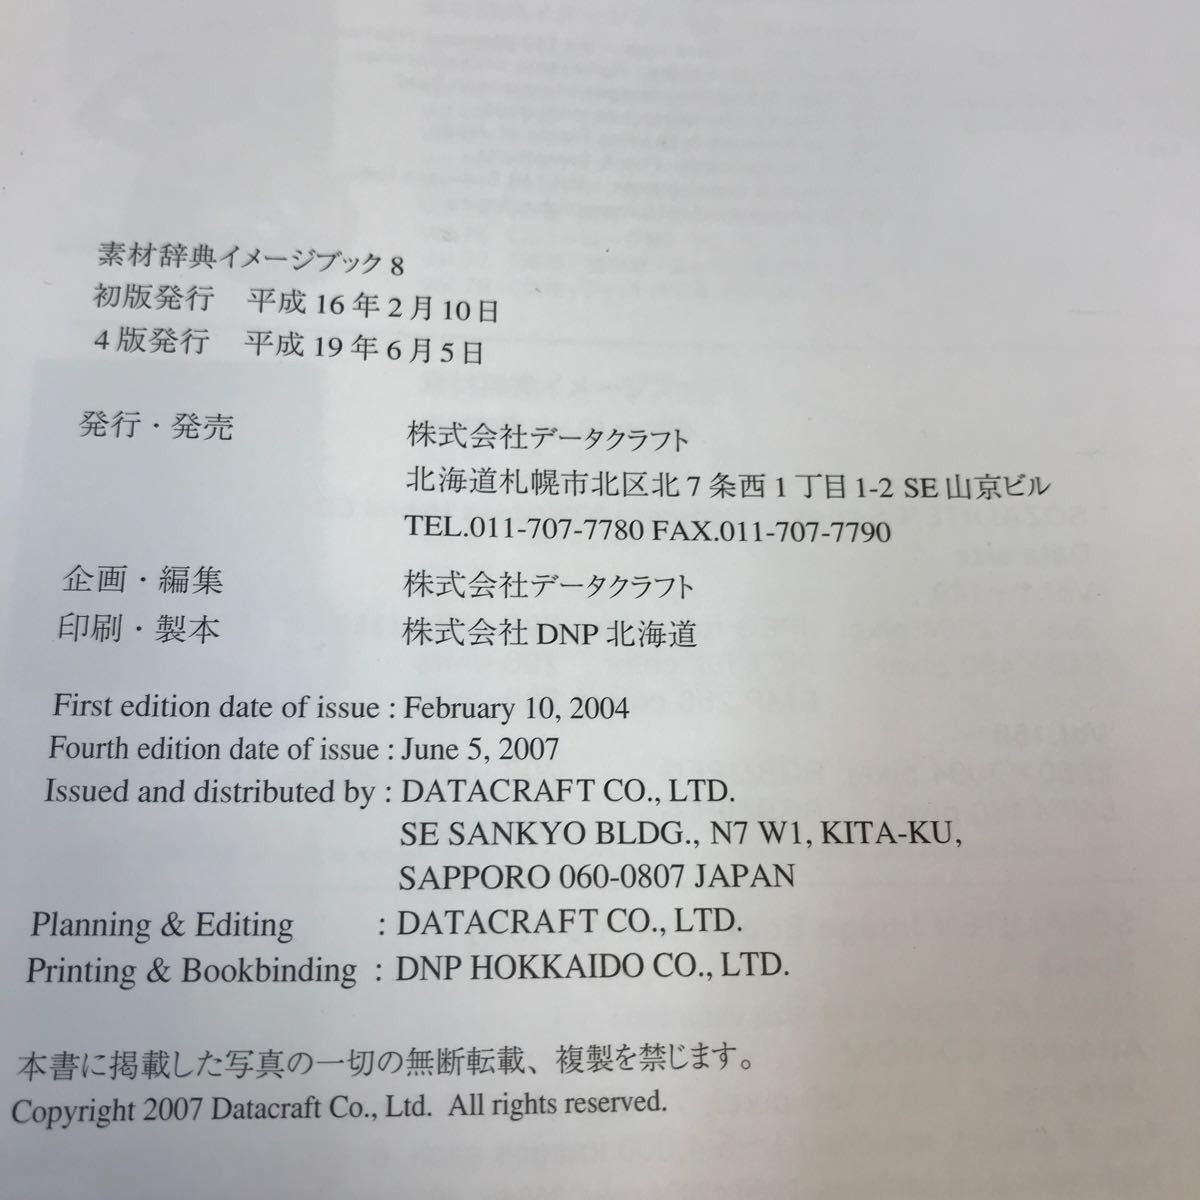 素材辞典イメージブック 8
初版発行 平成 16 年 2 月 10 日
4 版発行 平成 19 年 6 月 5 日
発行・発売 株式会社データクラフト
北海道札幌市北区北 7 条西 1 丁目 1-2 SE 山京ビル
TEL.011-707-7780 FAX.011-707-7790
企画・編集 株式会社データクラフト
印刷・製本 株式会社 DNP 北海道
First edition date of issue : February 10, 2004
Fourth edition date of issue : June 5, 2007
Issued and distributed by : DATACRAFT CO., LTD.
SE SANKYO BLDG., N7 W1, KITA-KU,
SAPPORO 060-0807 JAPAN
Planning & Editing : DATACRAFT CO., LTD.
Printing & Bookbinding : DNP HOKKAIDO CO., LTD.
本書に掲載した写真の一切の無断転載、複製を禁じます。
Copyright 2007 Datacraft Co., Ltd. All rights reserved.